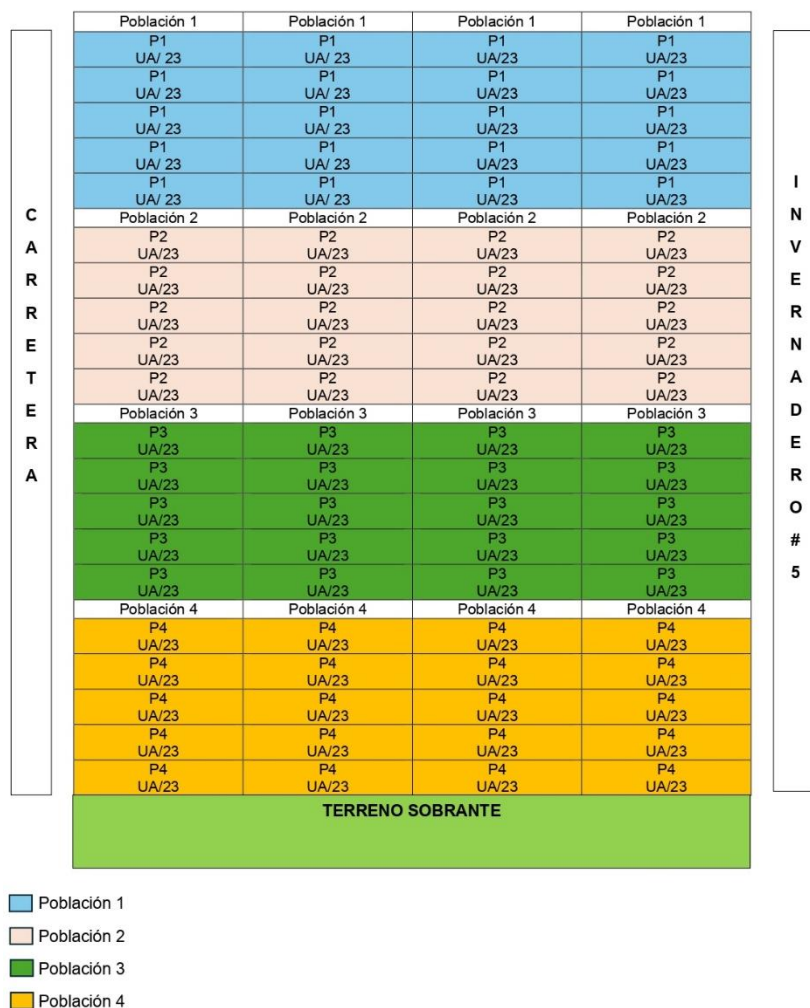 Población 1 Población 1 Población 1 Población 1
P1 P1 P1 P1
UA/ 23 UA/ 23 UA/23 UA/23
P1 P1 P1 P1
UA/ 23 UA/ 23 UA/23 UA/23
P1 P1 P1 P1
UA/ 23 UA/ 23 UA/23 UA/23
P1 P1 P1 P1
UA/ 23 UA/ 23 UA/23 UA/23
P1 P1 P1 P1
UA/ 23 UA/ 23 UA/23 UA/23
Población 2 Población 2 Población 2 Población 2
P2 P2 P2 P2
UA/23 UA/23 UA/23 UA/23
P2 P2 P2 P2
UA/23 UA/23 UA/23 UA/23
P2 P2 P2 P2
UA/23 UA/23 UA/23 UA/23
P2 P2 P2 P2
UA/23 UA/23 UA/23 UA/23
P2 P2 P2 P2
UA/23 UA/23 UA/23 UA/23
Población 3 Población 3 Población 3 Población 3
P3 P3 P3 P3
UA/23 UA/23 UA/23 UA/23
P3 P3 P3 P3
UA/23 UA/23 UA/23 UA/23
P3 P3 P3 P3
UA/23 UA/23 UA/23 UA/23
P3 P3 P3 P3
UA/23 UA/23 UA/23 UA/23
P3 P3 P3 P3
UA/23 UA/23 UA/23 UA/23
Población 4 Población 4 Población 4 Población 4
P4 P4 P4 P4
UA/23 UA/23 UA/23 UA/23
P4 P4 P4 P4
UA/23 UA/23 UA/23 UA/23
P4 P4 P4 P4
UA/23 UA/23 UA/23 UA/23
P4 P4 P4 P4
UA/23 UA/23 UA/23 UA/23
P4 P4 P4 P4
UA/23 UA/23 UA/23 UA/23
TERRENO SOBRANTE
CARRETERA
INVERNADERO#5
Población 1
Población 2
Población 3
Población 4